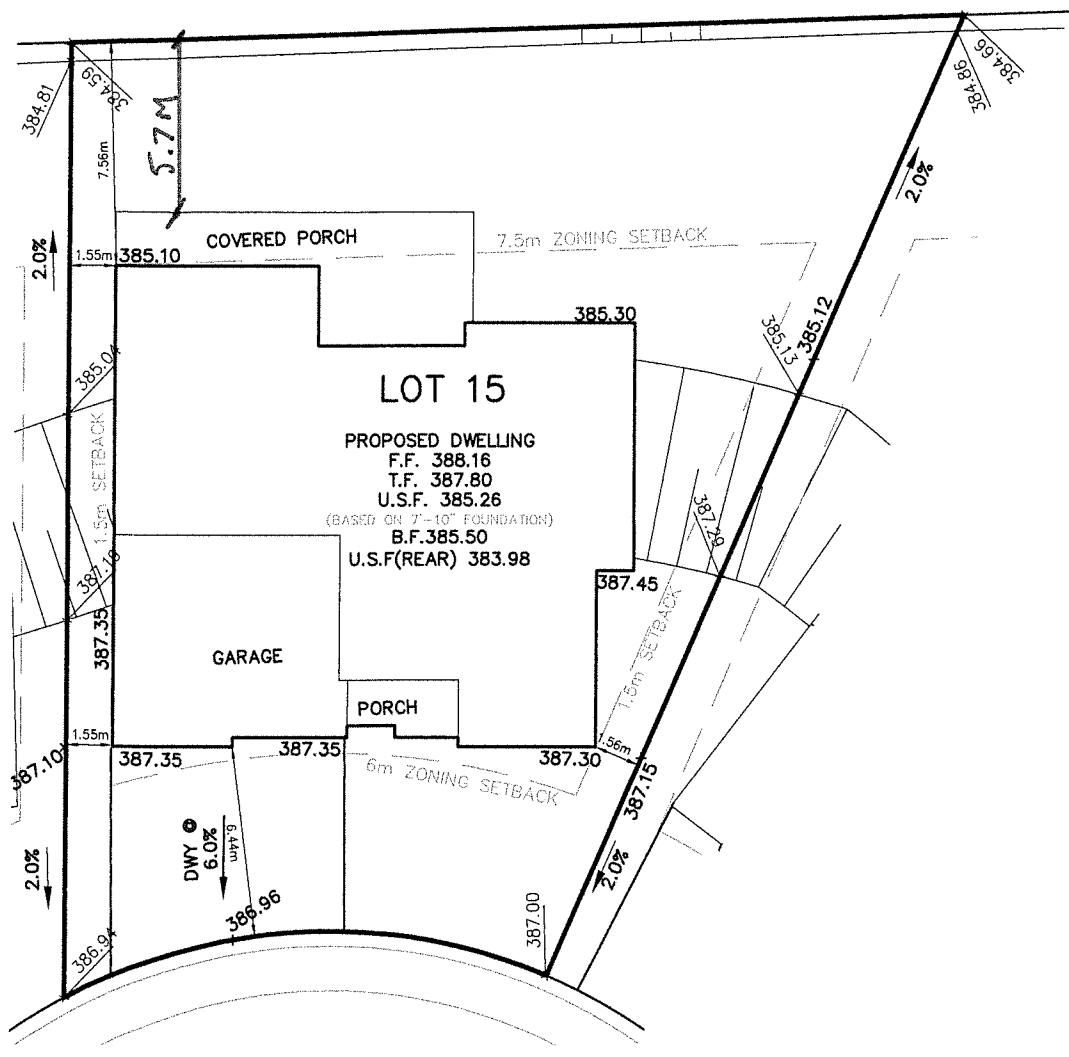 384.81
384.59
7.56m
5.7M
384.66
384.86
2.0%
2.0%
COVERED PORCH
7.5m ZONING SETBACK
1.55m
385.10
385.30
385.12
385.13
385.04
LOT 15
PROPOSED DWELLING
F.F. 388.16
T.F. 387.80
U.S.F. 385.26
(BASED ON 7'-10" FOUNDATION)
B.F.385.50
U.S.F(REAR) 383.98
1.5m SETBACK
387.18
387.29
387.45
387.35
GARAGE
1.5m SETBACK
PORCH
1.55m
387.10
387.35
387.35
387.30
1.56m
387.15
6m ZONING SETBACK
DWY @
6.0%
6.44m
2.0%
2.0%
386.96
386.94
387.00